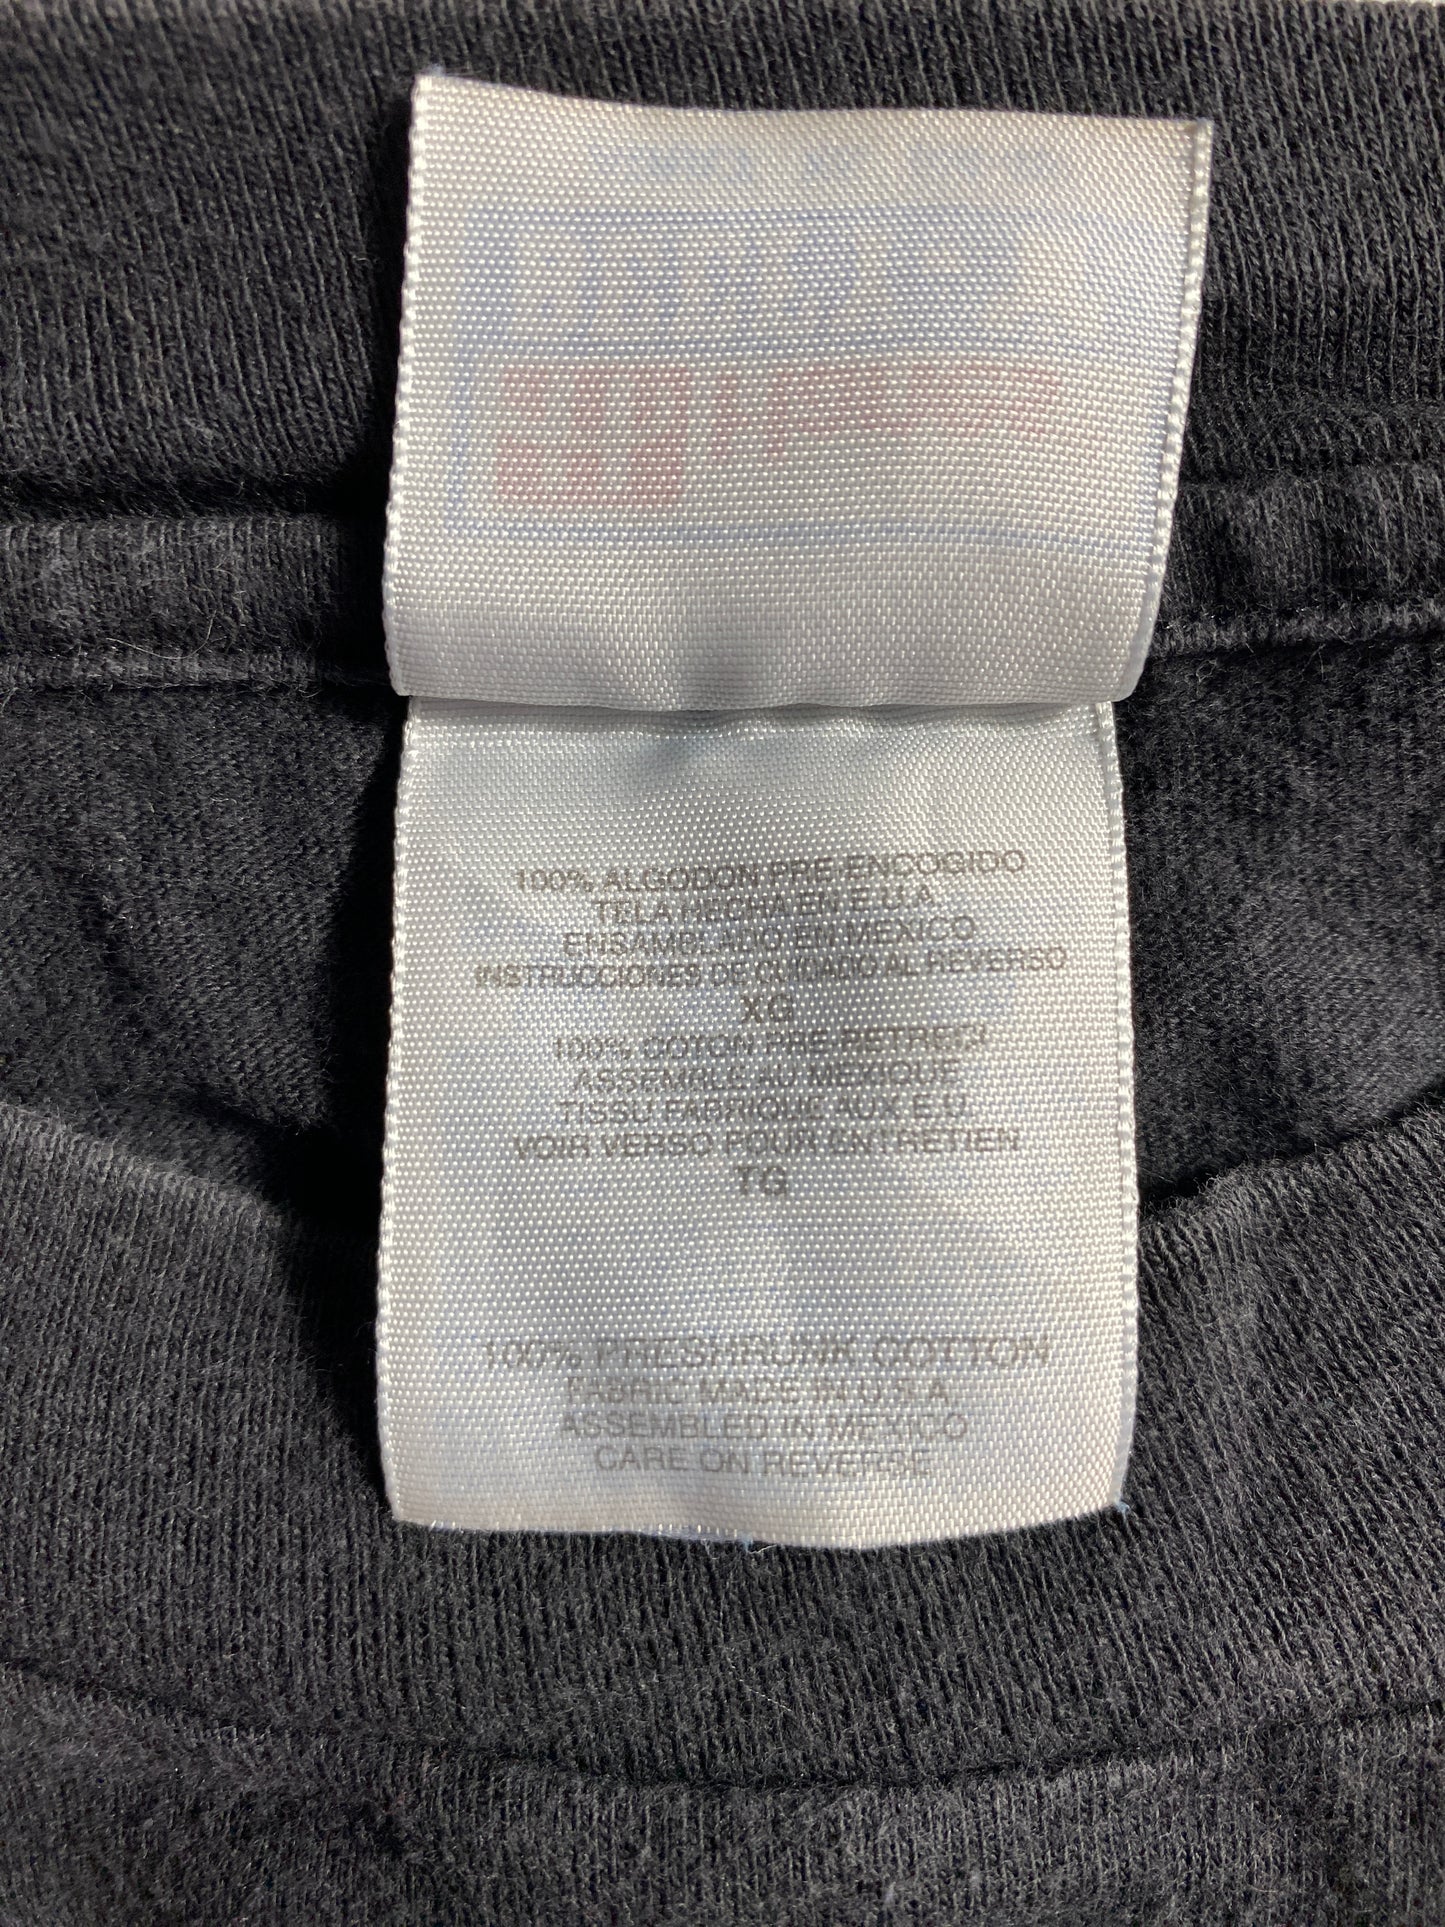 100% ALGODON PRE ENCOGIDO
TELA HECHA EN E.U.A.
ENSAMBLADO EN MEXICO
INSTRUCCIONES DE CUIDADO AL REVERSO
XG
100% COTON PRE-RETRECI
ASSEMBLE AU MEXIQUE
TISSU FABRIQUE AUX E.U.
VOIR VERSO POUR ENTRETIEN
TG
100% PRESHRUNK COTTON
FABRIC MADE IN U.S.A.
ASSEMBLED IN MEXICO
CARE ON REVERSE